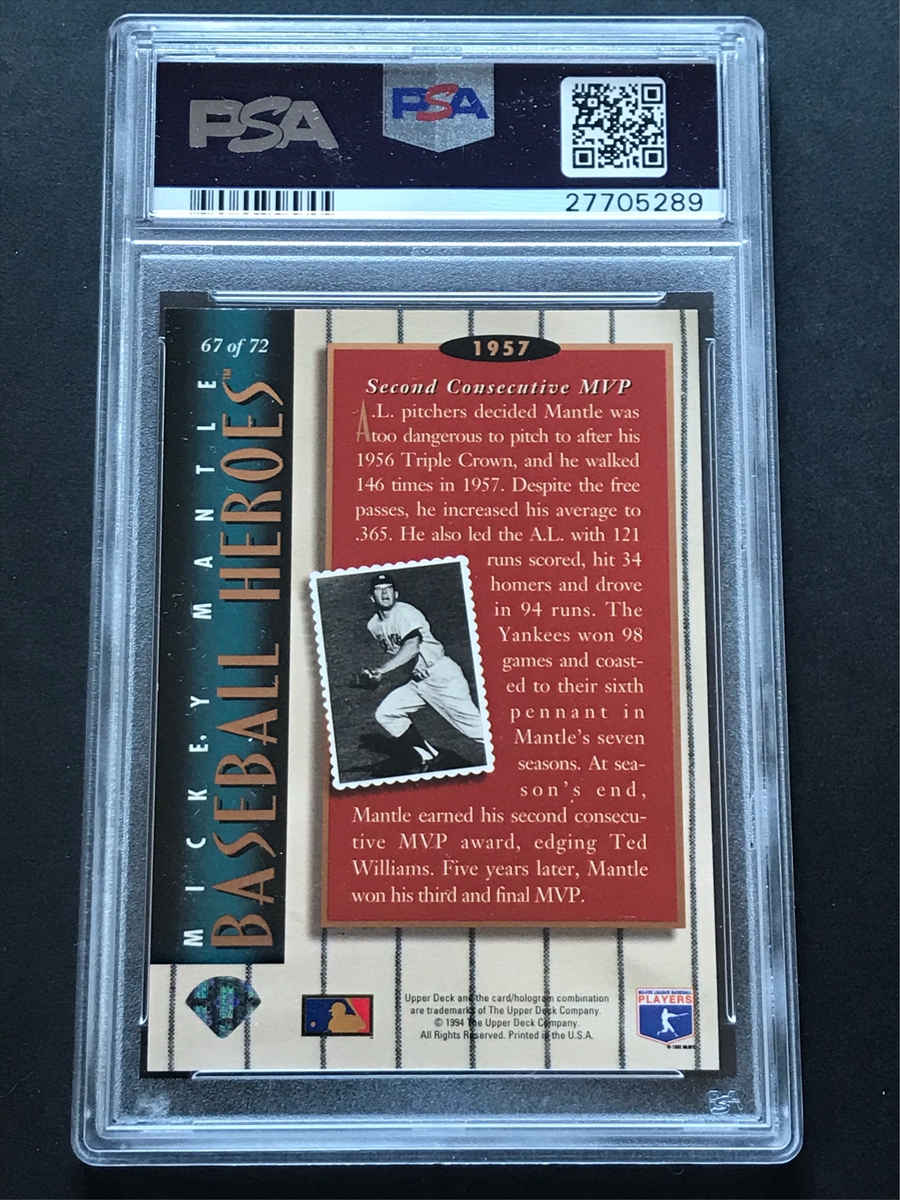 PSA
PSA
27705289
67 of 72
MICKEY MANTLE
BASEBALL HEROES™
1957
Second Consecutive MVP
A.L. pitchers decided Mantle was
too dangerous to pitch to after his
1956 Triple Crown, and he walked
146 times in 1957. Despite the free
passes, he increased his average to
.365. He also led the A.L. with 121
runs scored, hit 34
homers and drove
in 94 runs. The
Yankees won 98
games and coast-
ed to their sixth
pennant in
Mantle's seven
seasons. At sea-
son's end,
Mantle earned his second consecu-
tive MVP award, edging Ted
Williams. Five years later, Mantle
won his third and final MVP.
Upper Deck and the card/hologram combination
are trademarks of The Upper Deck Company.
© 1994 The Upper Deck Company.
All Rights Reserved. Printed in the U.S.A.
MAJOR LEAGUE BASEBALL
PLAYERS
PSA